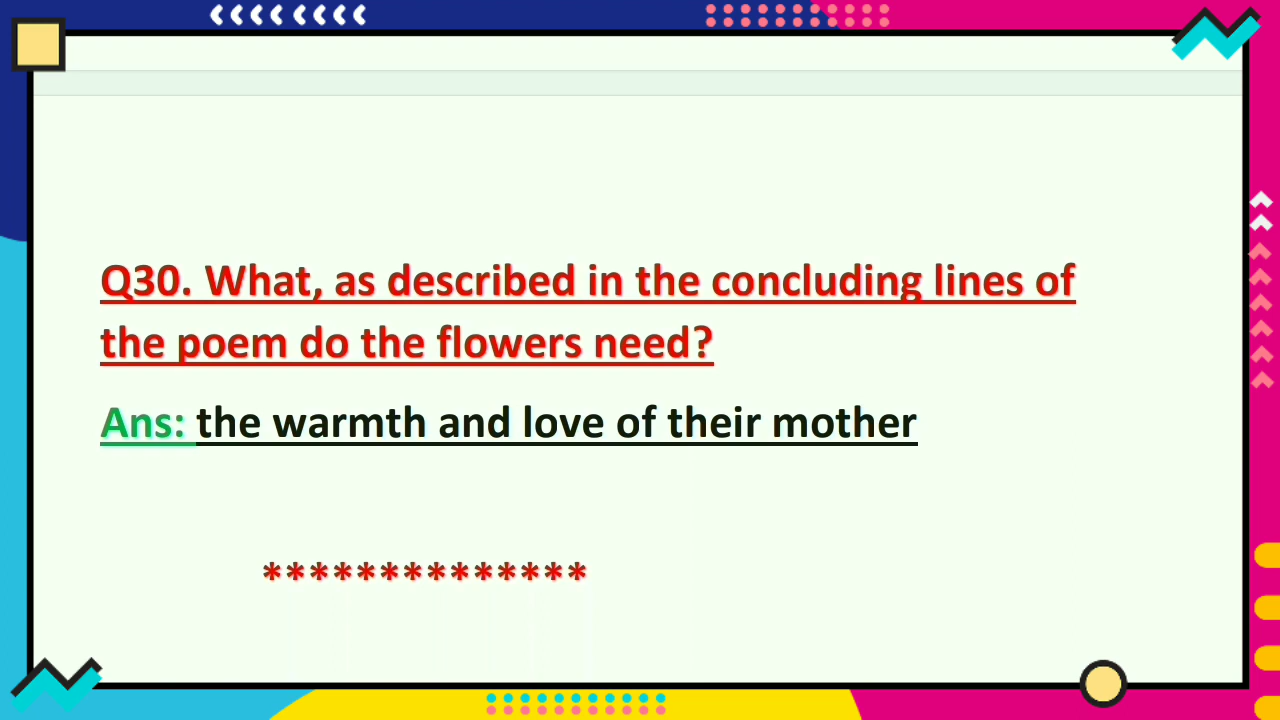 Q30. What, as described in the concluding lines of
the poem do the flowers need?
Ans: the warmth and love of their mother
**************